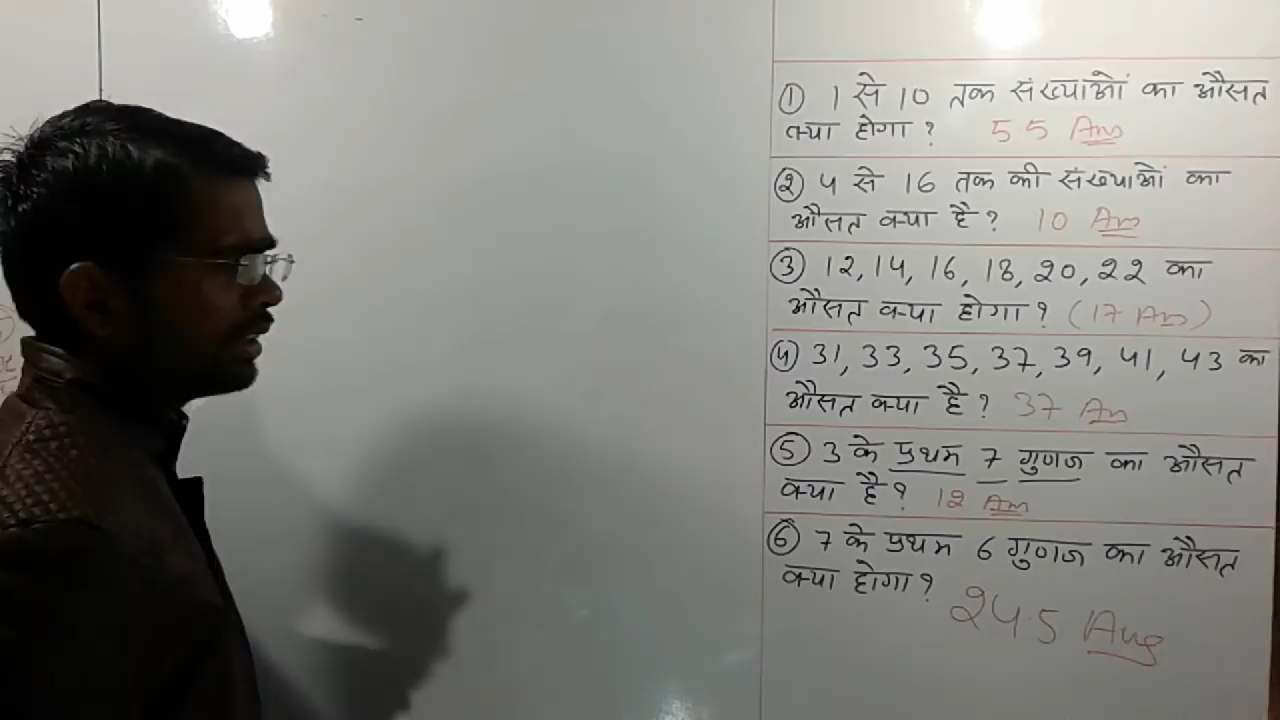 ① 1 से 10 तक संख्याओं का औसत
क्या होगा ? 5 5 Ans
② 4 से 16 तक की संख्याओं का
औसत क्या है ? 10 Ans
③ 12, 14, 16, 18, 20, 22 का
औसत क्या होगा ? (17 Ans)
④ 31, 33, 35, 37, 39, 41, 43 का
औसत क्या है ? 37 An
⑤ 3 के प्रथम 7 गुणज का औसत
क्या है ? 12 Ans
⑥ 7 के प्रथम 6 गुणज का औसत
क्या होगा ?
24.5 Ans